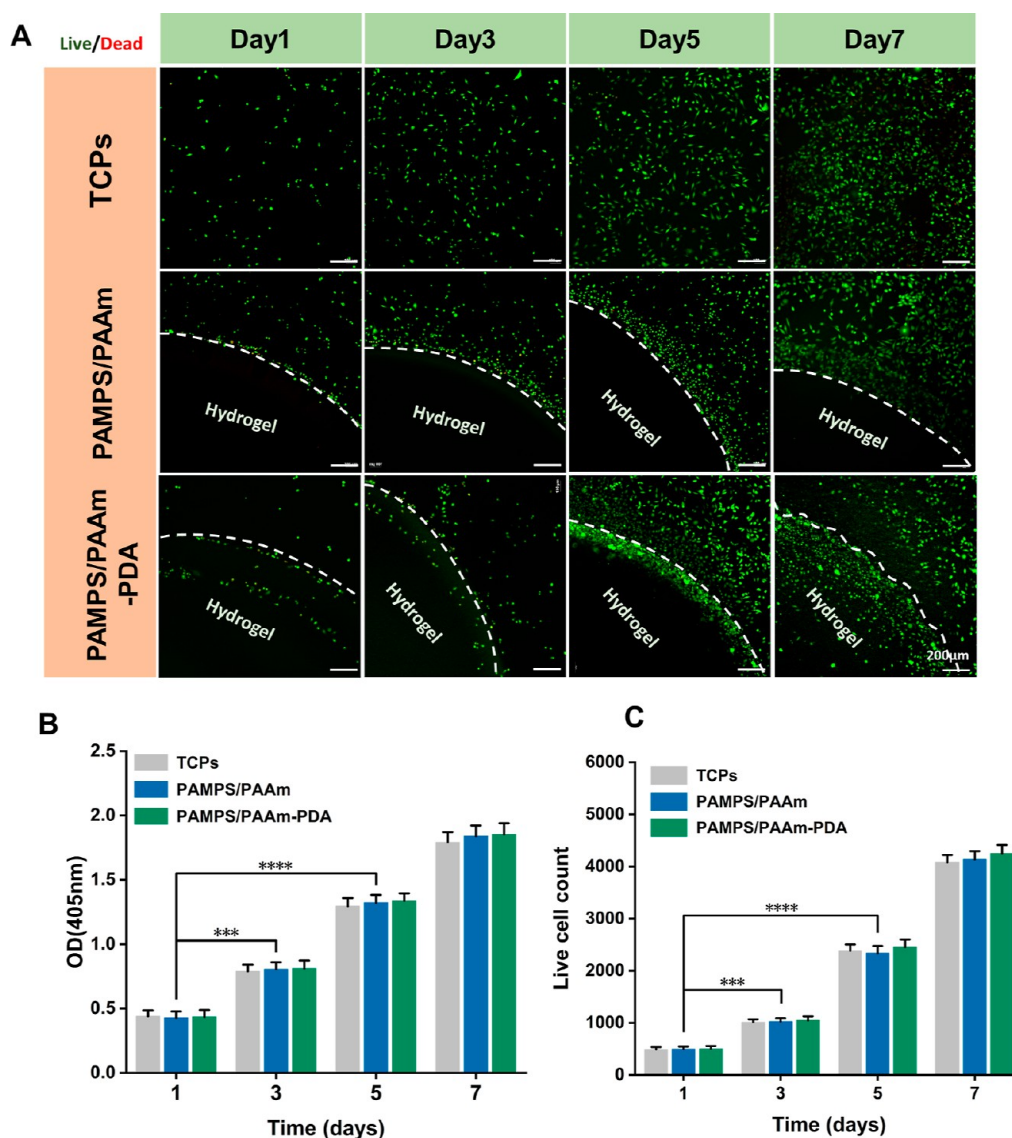 A
Live/Dead
Day1
Day3
Day5
Day7
TCPs
PAMPS/PAAm
Hydrogel
Hydrogel
Hydrogel
Hydrogel
PAMPS/PAAm
-PDA
Hydrogel
Hydrogel
Hydrogel
Hydrogel
200μm
B
TCPs
PAMPS/PAAm
PAMPS/PAAm-PDA
OD(405nm)
2.5
2.0
1.5
1.0
0.5
0.0
****
***
1 3 5 7
Time (days)
C
TCPs
PAMPS/PAAm
PAMPS/PAAm-PDA
Live cell count
6000
5000
4000
3000
2000
1000
0
****
***
1 3 5 7
Time (days)